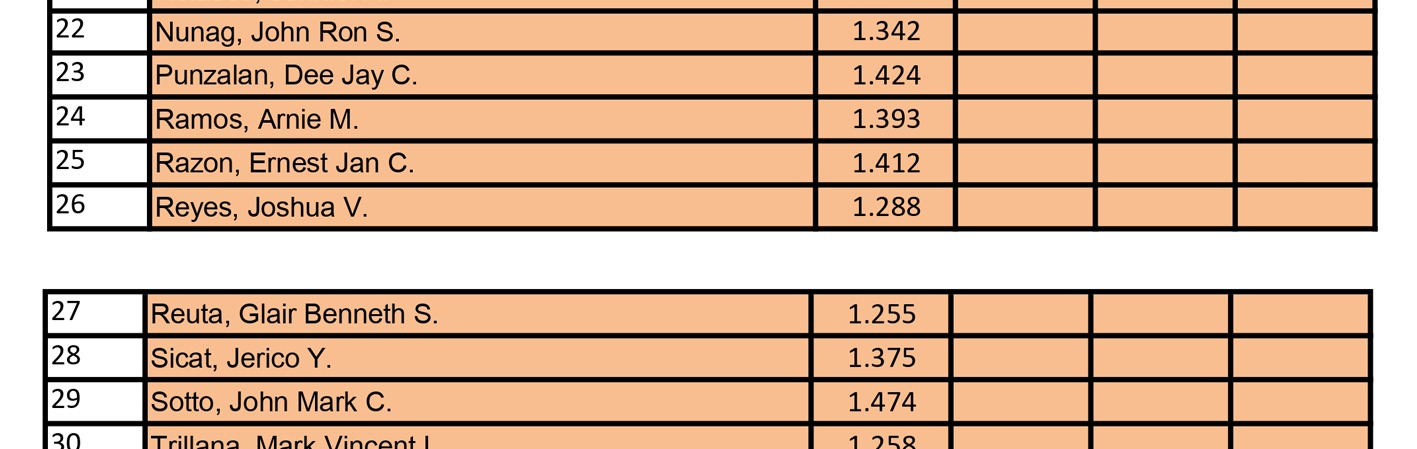 22 Nunag, John Ron S. 1.342
23 Punzalan, Dee Jay C. 1.424
24 Ramos, Arnie M. 1.393
25 Razon, Ernest Jan C. 1.412
26 Reyes, Joshua V. 1.288
27 Reuta, Glair Benneth S. 1.255
28 Sicat, Jerico Y. 1.375
29 Sotto, John Mark C. 1.474
30 Trillana, Mark Vincent 1.258